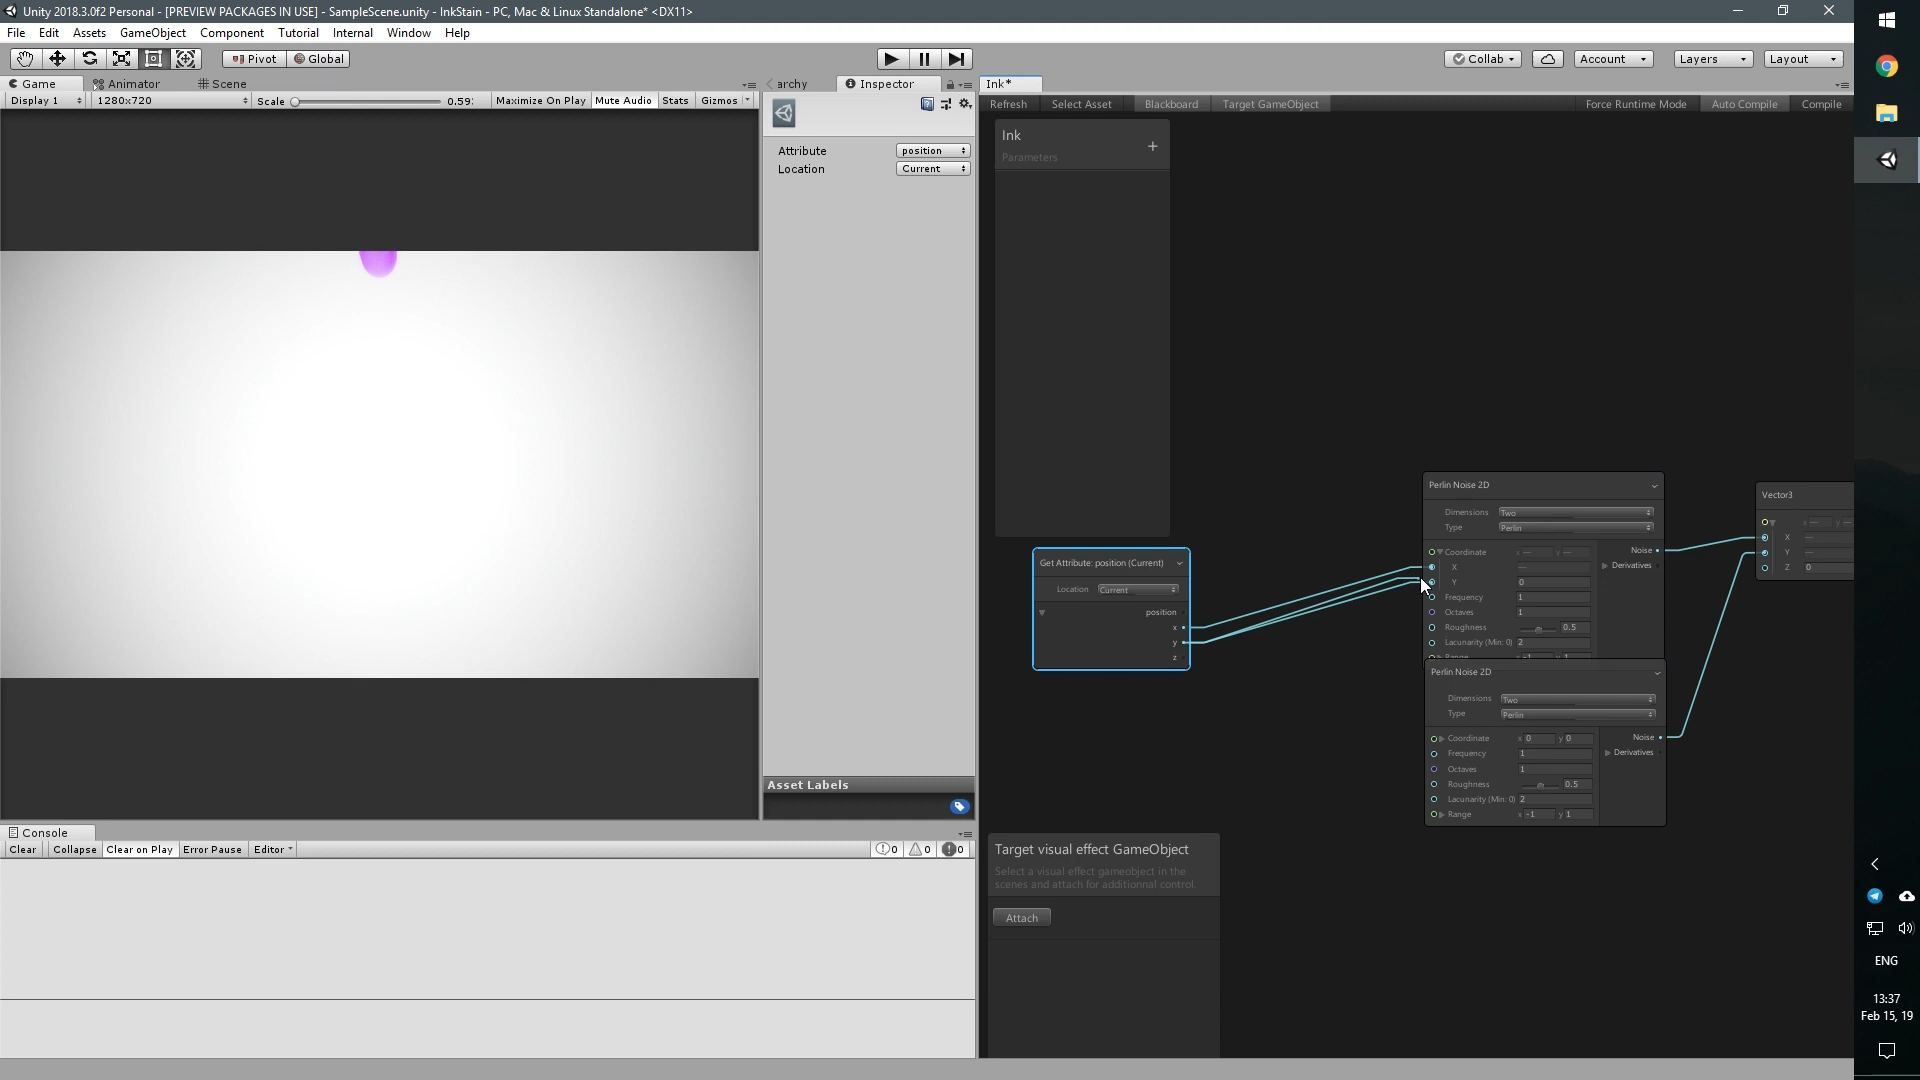 Unity 2018.3.0f2 Personal - [PREVIEW PACKAGES IN USE] - SampleScene.unity - InkStain - PC, Mac & Linux Standalone* <DX11>
File Edit Assets GameObject Component Tutorial Internal Window Help
Pivot Global Collab Account Layers Layout
Game Animator Scene archy Inspector Ink*
Display 1 1280x720 Scale 0.59: Maximize On Play Mute Audio Stats Gizmos
Refresh Select Asset Blackboard Target GameObject Force Runtime Mode Auto Compile Compile
Attribute position
Location Current
Ink
Parameters
Get Attribute: position (Current)
Location Current
position
x
y
z
Perlin Noise 2D
Dimensions Two
Type Perlin
Coordinate x — y — Noise
X — Derivatives
Y 0
Frequency 1
Octaves 1
Roughness 0.5
Lacunarity (Min: 0) 2
Range x -1 y 1
Perlin Noise 2D
Dimensions Two
Type Perlin
Coordinate x 0 y 0 Noise
Frequency 1 Derivatives
Octaves 1
Roughness 0.5
Lacunarity (Min: 0) 2
Range x -1 y 1
Vector3
x — y —
X —
Y —
Z 0
Asset Labels
Console
Clear Collapse Clear on Play Error Pause Editor 0 0 0
Target visual effect GameObject
Select a visual effect gameobject in the
scenes and attach for additionnal control.
Attach
ENG
13:37
Feb 15, 19